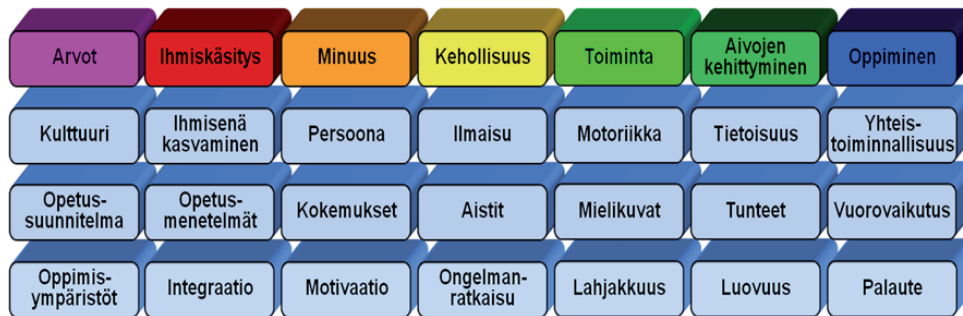 Arvot
Ihmiskäsitys
Minuus
Kehollisuus
Toiminta
Aivojen
kehittyminen
Oppiminen
Kulttuuri
Ihmisenä
kasvaminen
Persoona
Ilmaisu
Motoriikka
Tietoisuus
Yhteis-
toiminnallisuus
Opetus-
suunnitelma
Opetus-
menetelmät
Kokemukset
Aistit
Mielikuvat
Tunteet
Vuorovaikutus
Oppimis-
ympäristöt
Integraatio
Motivaatio
Ongelman-
ratkaisu
Lahjakkuus
Luovuus
Palaute